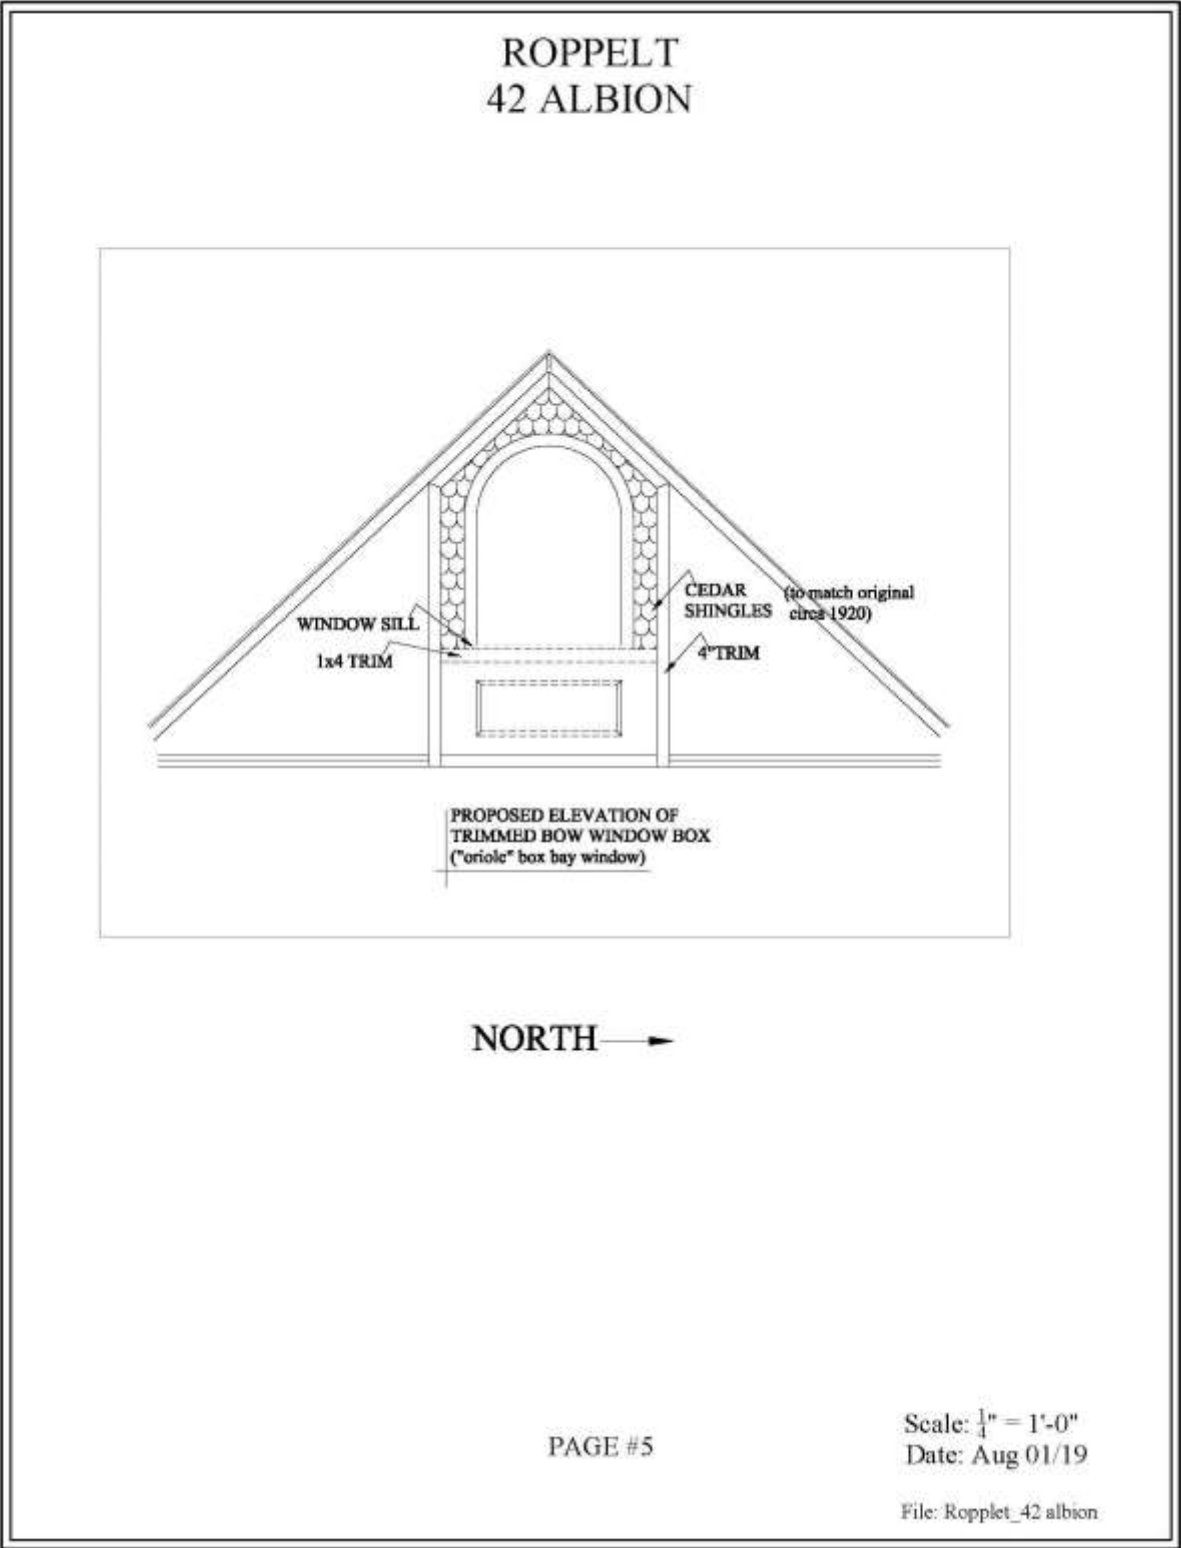 ROPPELT
42 ALBION
CEDAR (to match original
SHINGLES circa 1920)
WINDOW SILL
1x4 TRIM
4"TRIM
PROPOSED ELEVATION OF
TRIMMED BOW WINDOW BOX
("oriole" box bay window)
NORTH
PAGE #5
Scale: 1/4" = 1'-0"
Date: Aug 01/19
File: Ropplet_42 albion